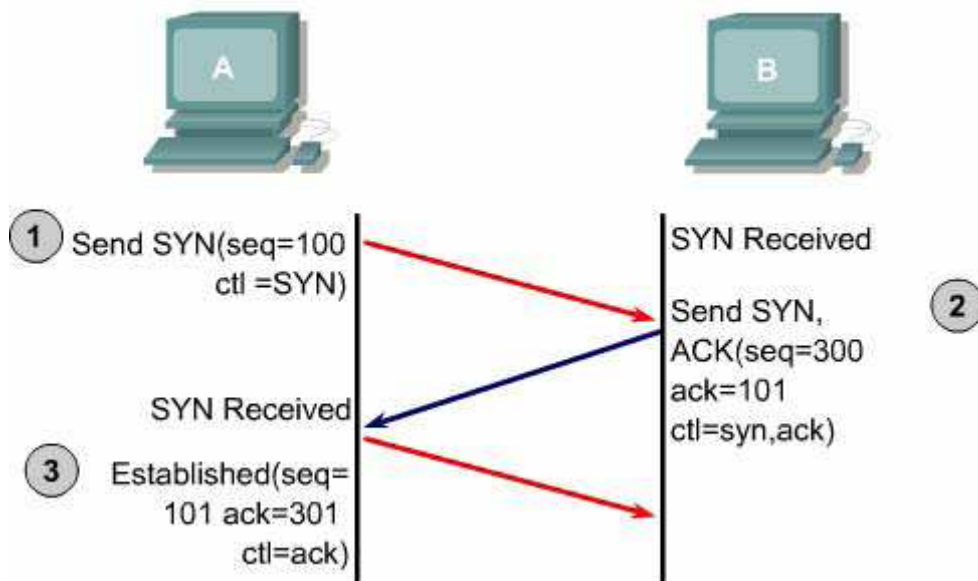 A
B
1
Send SYN(seq=100
ctl =SYN)
SYN Received
2
Send SYN,
ACK(seq=300
ack=101
ctl=syn,ack)
SYN Received
3
Established(seq=
101 ack=301
ctl=ack)